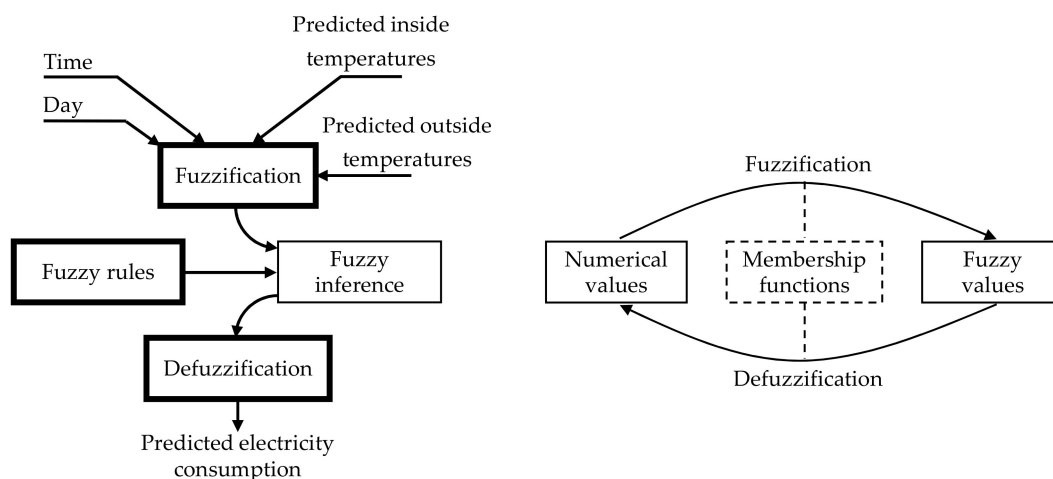 Predicted inside
temperatures
Time
Day
Predicted outside
temperatures
Fuzzification
Fuzzy rules
Fuzzy
inference
Defuzzification
Predicted electricity
consumption
Fuzzification
Numerical
values
Membership
functions
Fuzzy
values
Defuzzification